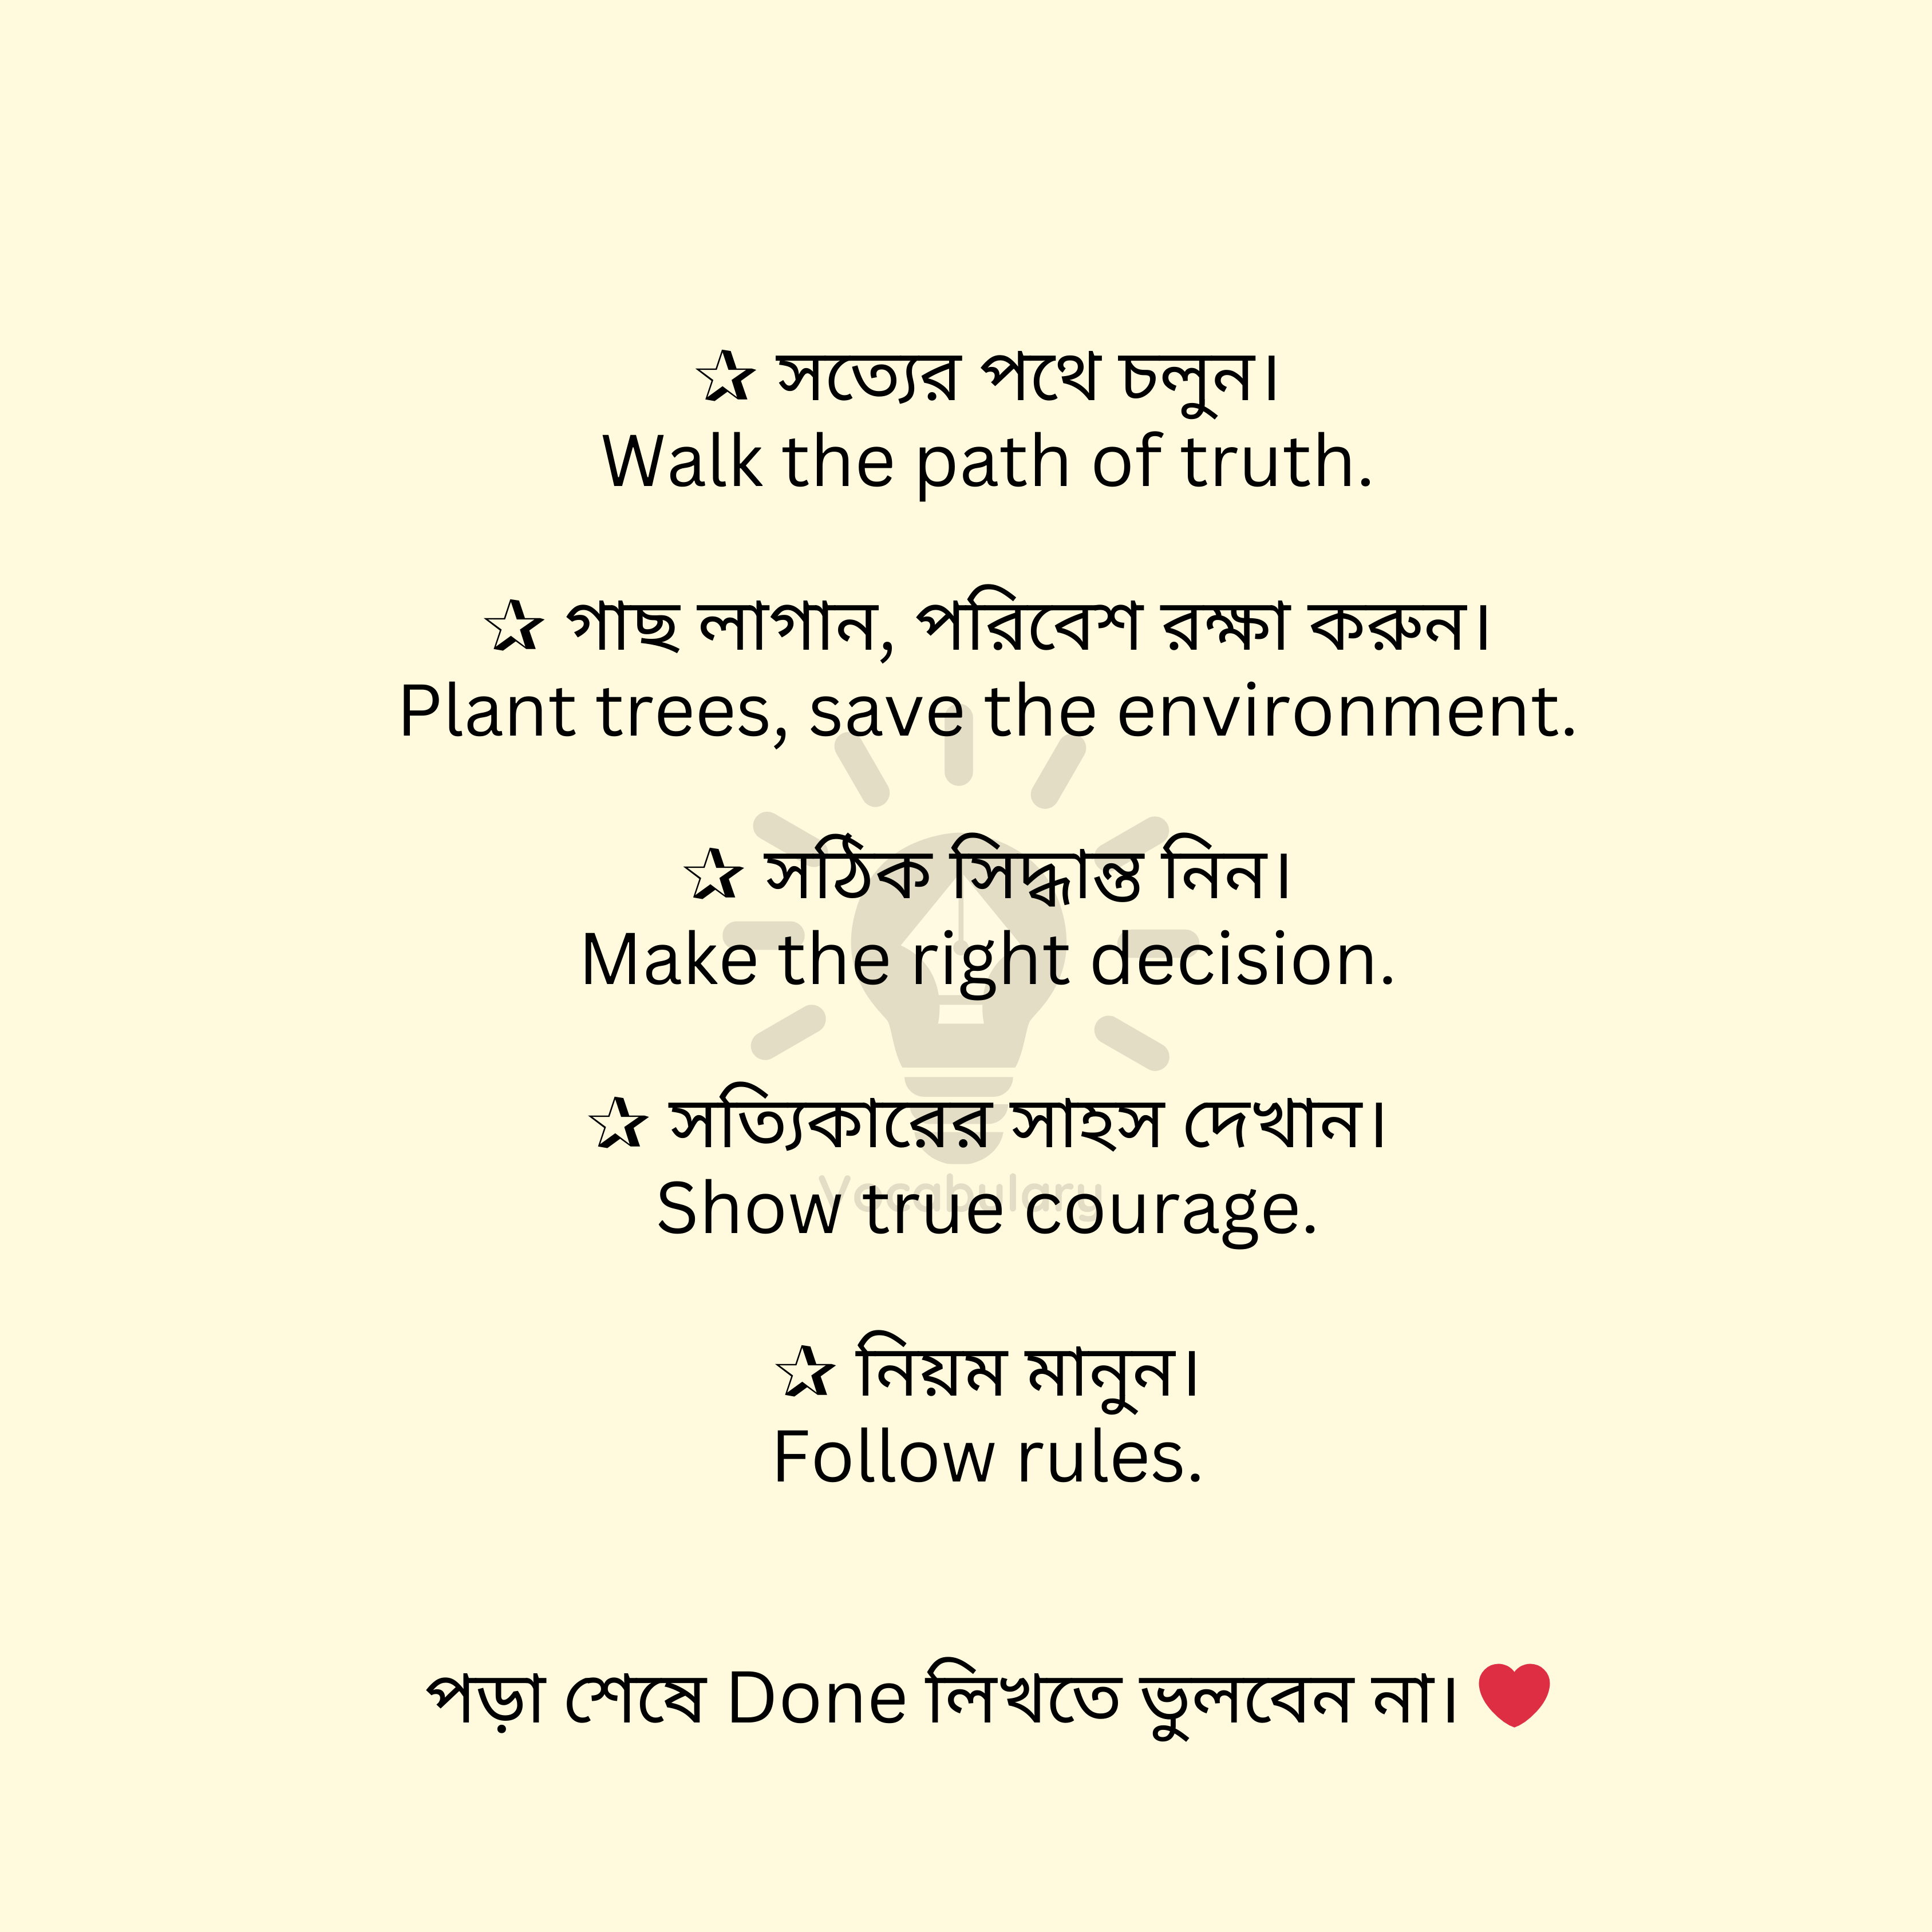 ✰ সত্যের পথে চলুন।
Walk the path of truth.
✰ গাছ লাগান, পরিবেশ রক্ষা করুন।
Plant trees, save the environment.
✰ সঠিক সিদ্ধান্ত নিন।
Make the right decision.
✰ সত্যিকারের সাহস দেখান।
Vocabulary
Show true courage.
✰ নিয়ম মানুন।
Follow rules.
পড়া শেষে Done লিখতে ভুলবেন না। ❤️